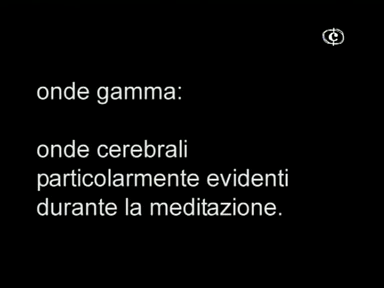 onde gamma:
onde cerebrali
particolarmente evidenti
durante la meditazione.